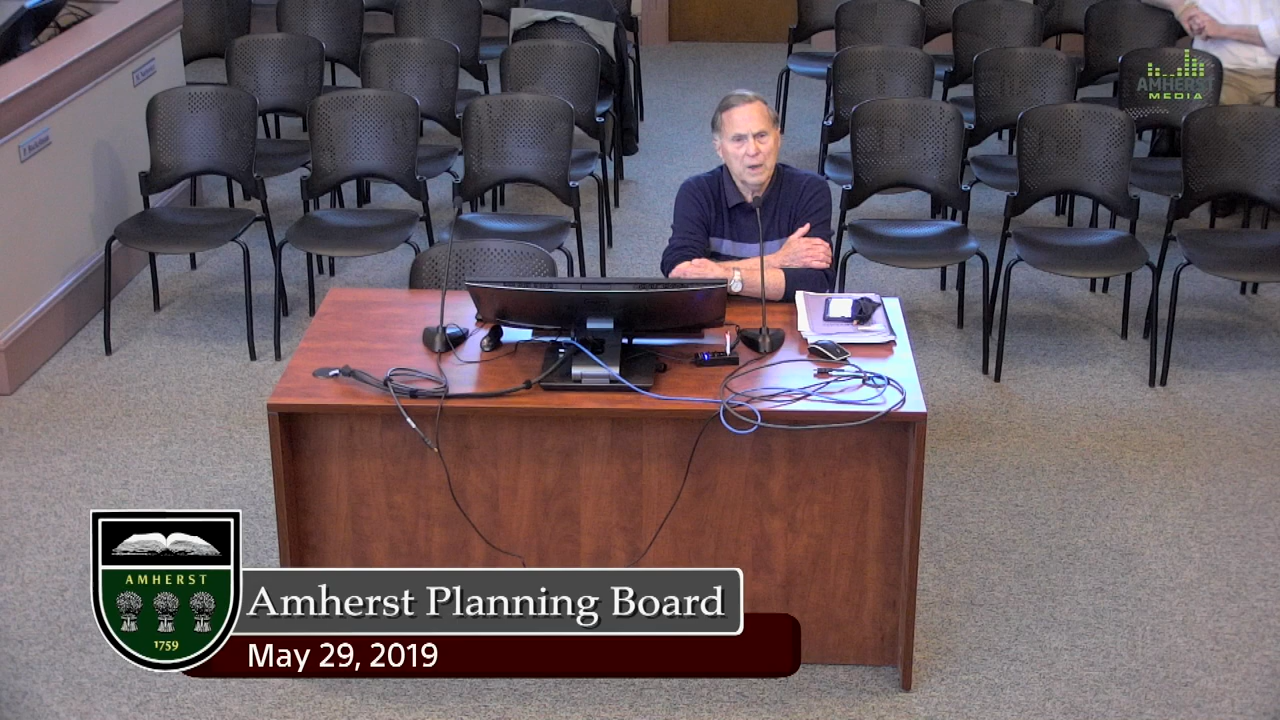 AMHERST
MEDIA
AMHERST
1759
Amherst Planning Board
May 29, 2019